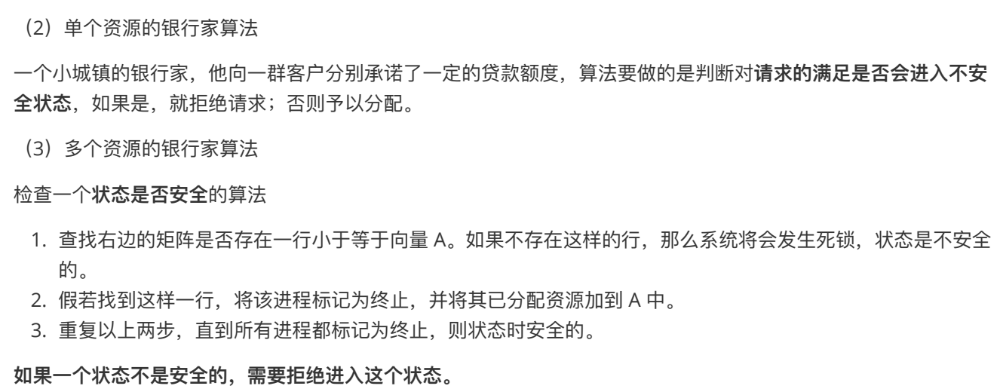 （2）单个资源的银行家算法
一个小城镇的银行家，他向一群客户分别承诺了一定的贷款额度，算法要做的是判断对请求的满足是否会进入不安
全状态，如果是，就拒绝请求；否则予以分配。
（3）多个资源的银行家算法
检查一个状态是否安全的算法
1. 查找右边的矩阵是否存在一行小于等于向量 A。如果不存在这样的行，那么系统将会发生死锁，状态是不安全
的。
2. 假若找到这样一行，将该进程标记为终止，并将其已分配资源加到 A 中。
3. 重复以上两步，直到所有进程都标记为终止，则状态时安全的。
如果一个状态不是安全的，需要拒绝进入这个状态。